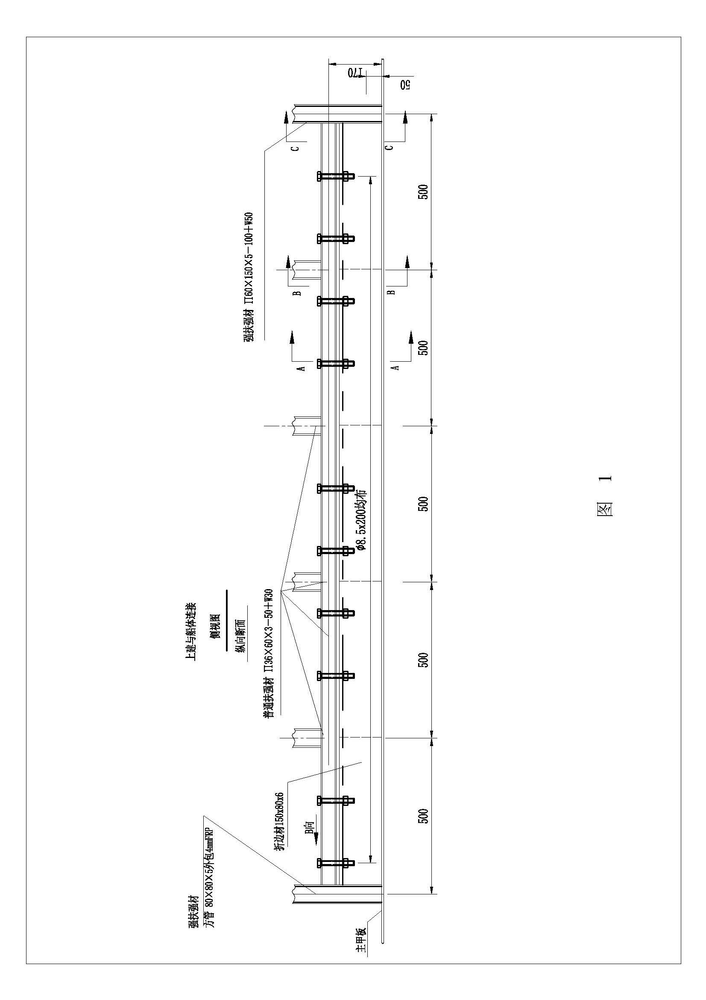 上建与船体连接
侧视图
纵向断面
强扶强材
方管 80×80×5外包4mmFRP
普通扶强材 Π36×60×3-50+W30
强扶强材 Π60×150×5-100+W50
折边材150x80x6
B向
A
B
C
170
50
主甲板
Φ8.5x200均布
A
B
C
500
500
500
500
500
图 1